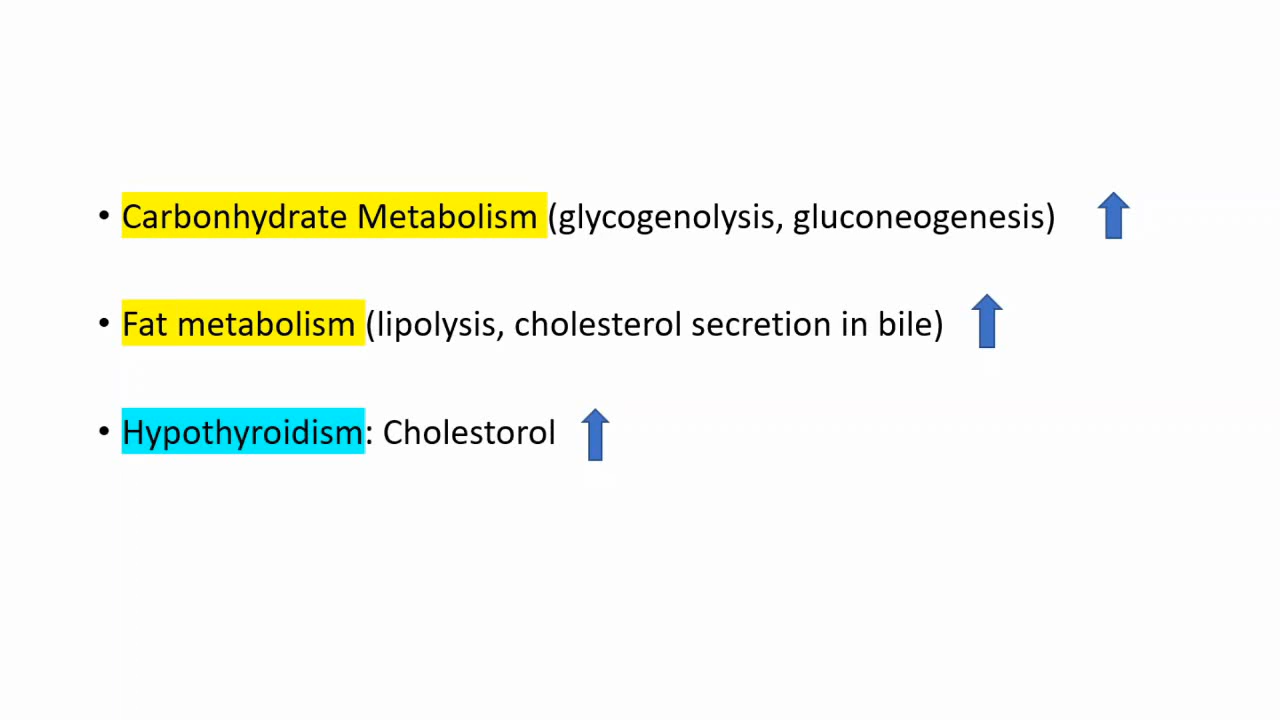 • Carbonhydrate Metabolism (glycogenolysis, gluconeogenesis)
• Fat metabolism (lipolysis, cholesterol secretion in bile)
• Hypothyroidism: Cholestorol